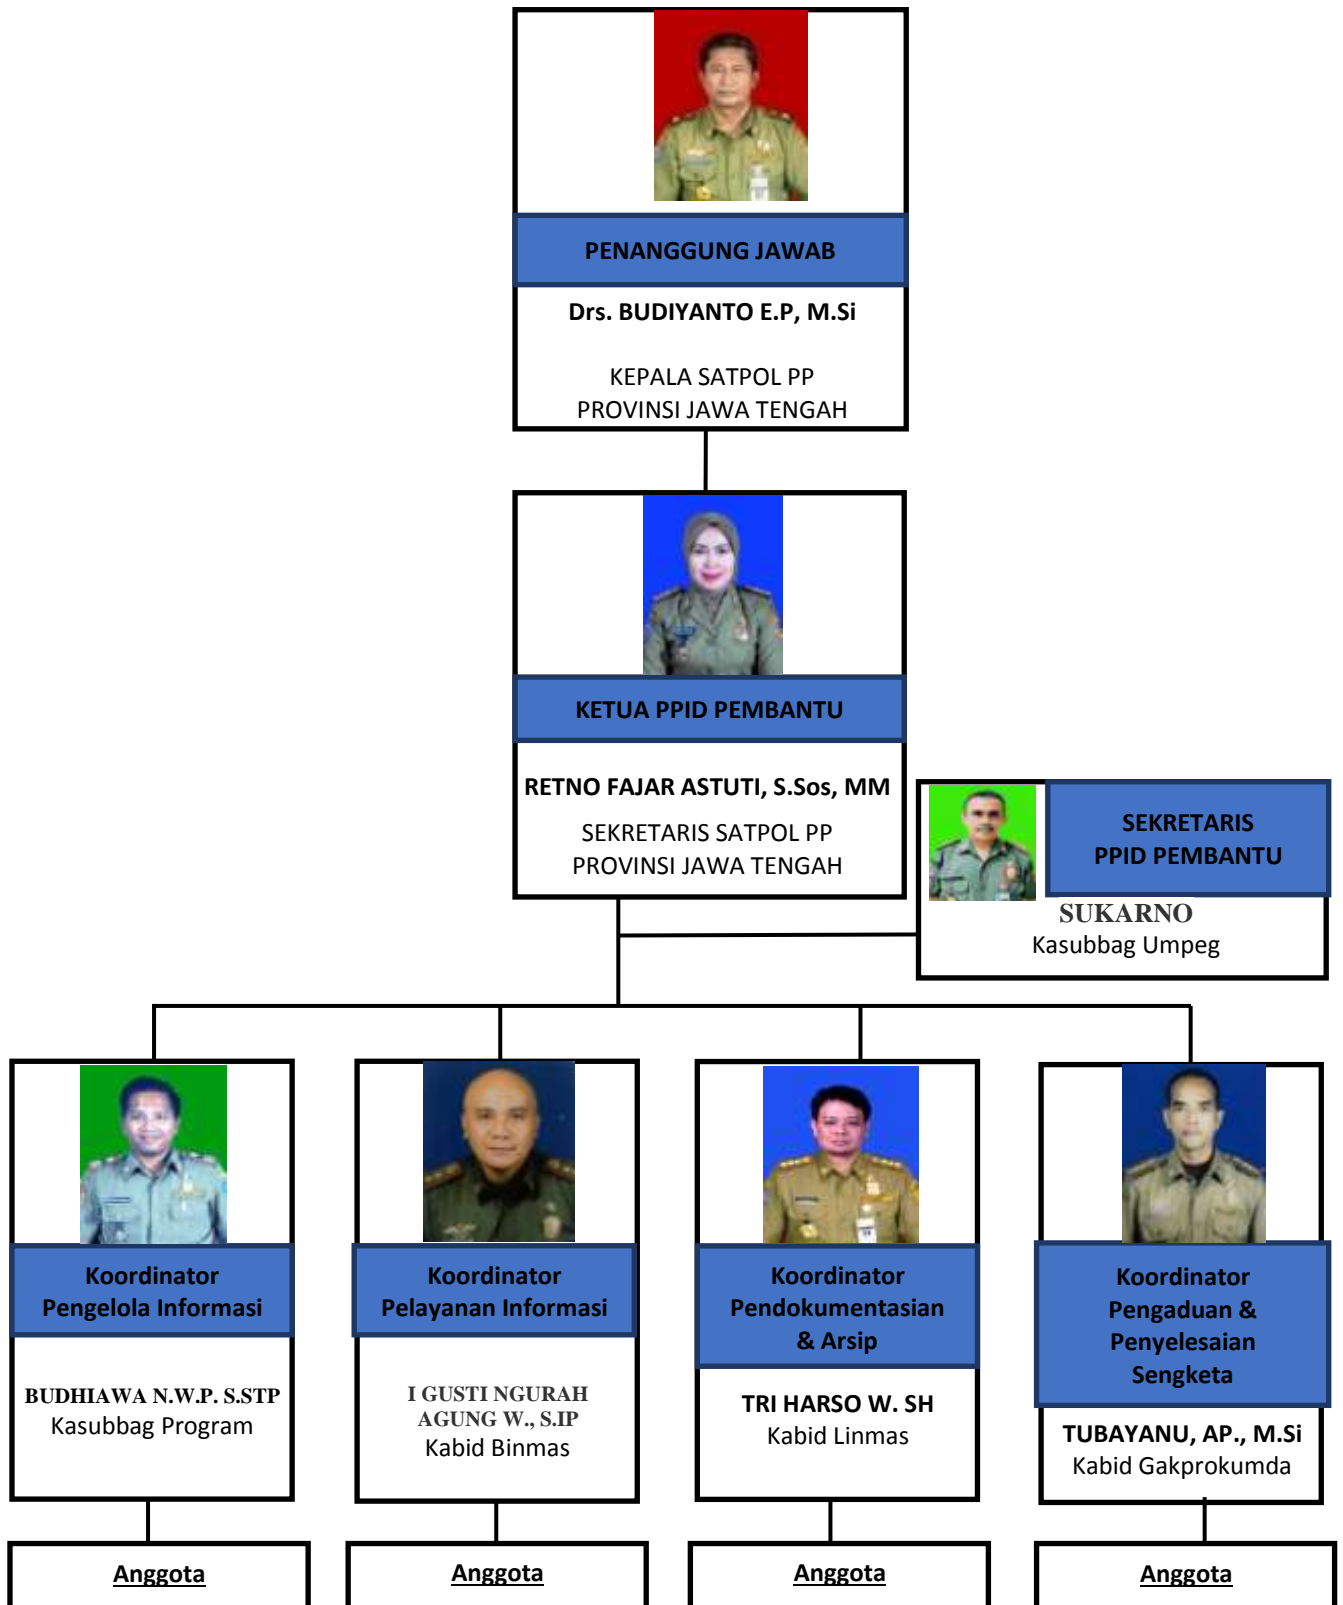 PENANGGUNG JAWAB
Drs. BUDIYANTO E.P, M.Si
KEPALA SATPOL PP
PROVINSI JAWA TENGAH
KETUA PPID PEMBANTU
RETNO FAJAR ASTUTI, S.Sos, MM
SEKRETARIS SATPOL PP
PROVINSI JAWA TENGAH
SEKRETARIS
PPID PEMBANTU
SUKARNO
Kasubbag Umpeg
Koordinator
Pengelola Informasi
BUDHIAWA N.W.P. S.STP
Kasubbag Program
Koordinator
Pelayanan Informasi
I GUSTI NGURAH
AGUNG W., S.IP
Kabid Binmas
Koordinator
Pendokumentasian
& Arsip
TRI HARSO W. SH
Kabid Linmas
Koordinator
Pengaduan &
Penyelesaian
Sengketa
TUBAYANU, AP., M.Si
Kabid Gakprokumda
Anggota
Anggota
Anggota
Anggota